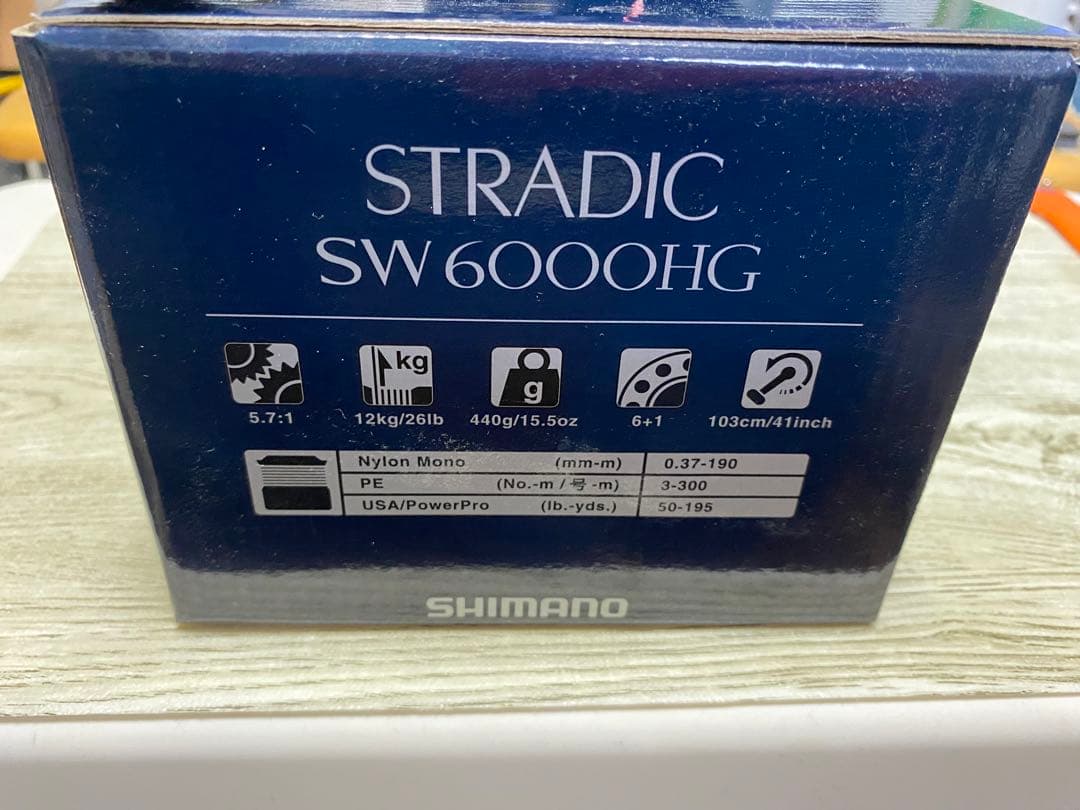 STRADIC
SW 6000HG
kg
g
5.7:1 12kg/26lb 440g/15.5oz 6+1 103cm/41inch
Nylon Mono (mm-m) 0.37-190
PE (No.-m / 号 -m) 3-300
USA/PowerPro (lb.-yds.) 50-195
SHIMANO